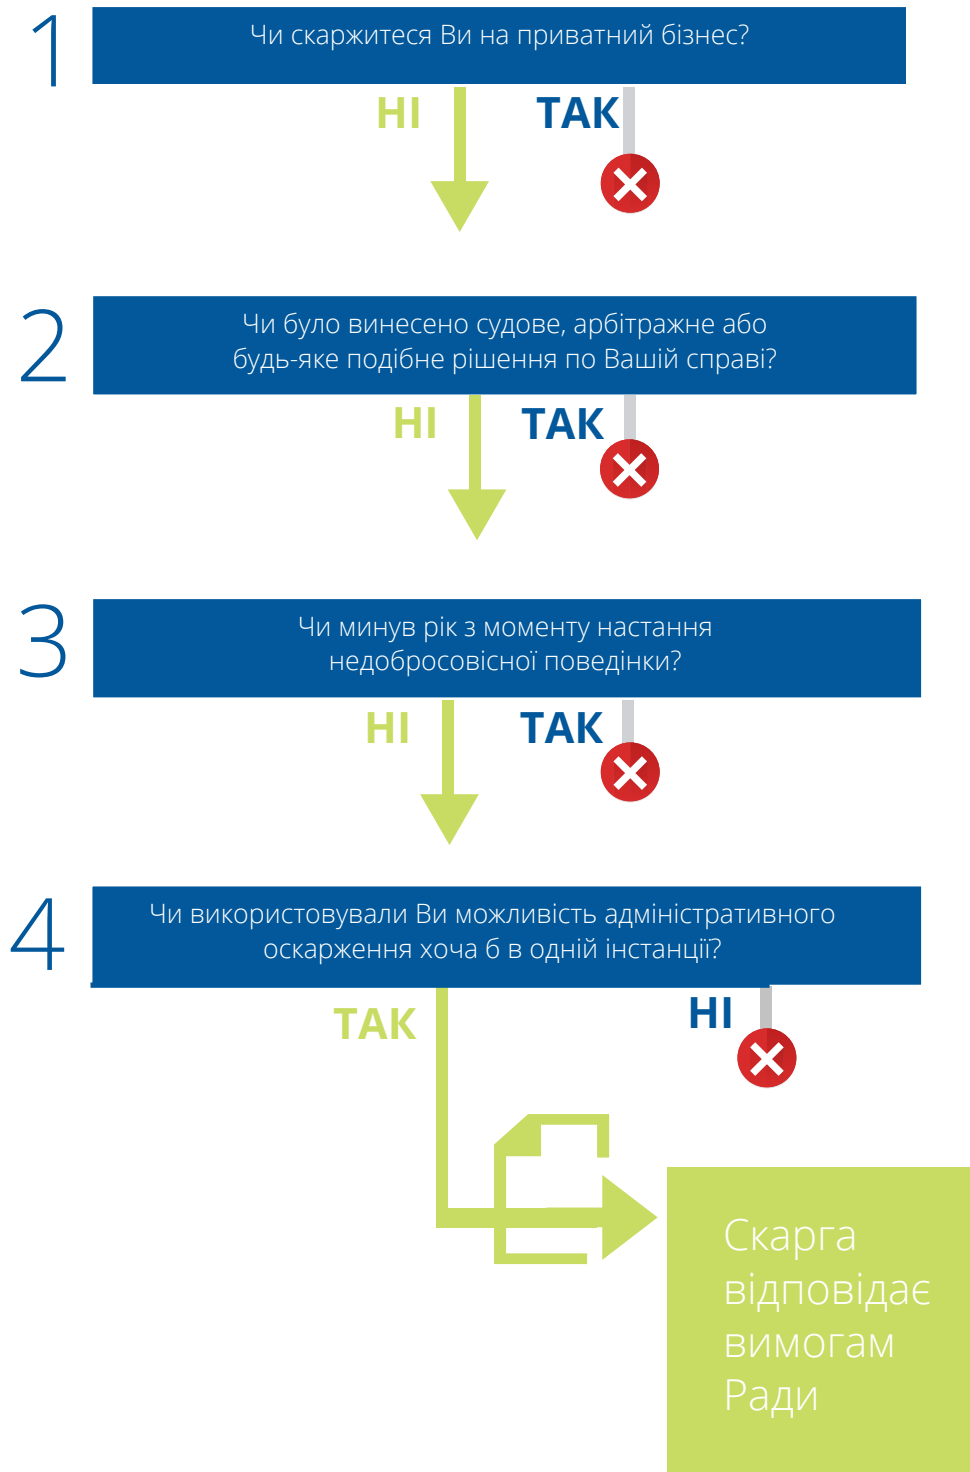 1
Чи скаржитеся Ви на приватний бізнес?
НІ
ТАК
2
Чи було винесено судове, арбітражне або
будь-яке подібне рішення по Вашій справі?
НІ
ТАК
3
Чи минув рік з моменту настання
недобросовісної поведінки?
НІ
ТАК
4
Чи використовували Ви можливість адміністративного
оскарження хоча б в одній інстанції?
ТАК
НІ
Скарга
відповідає
вимогам
Ради